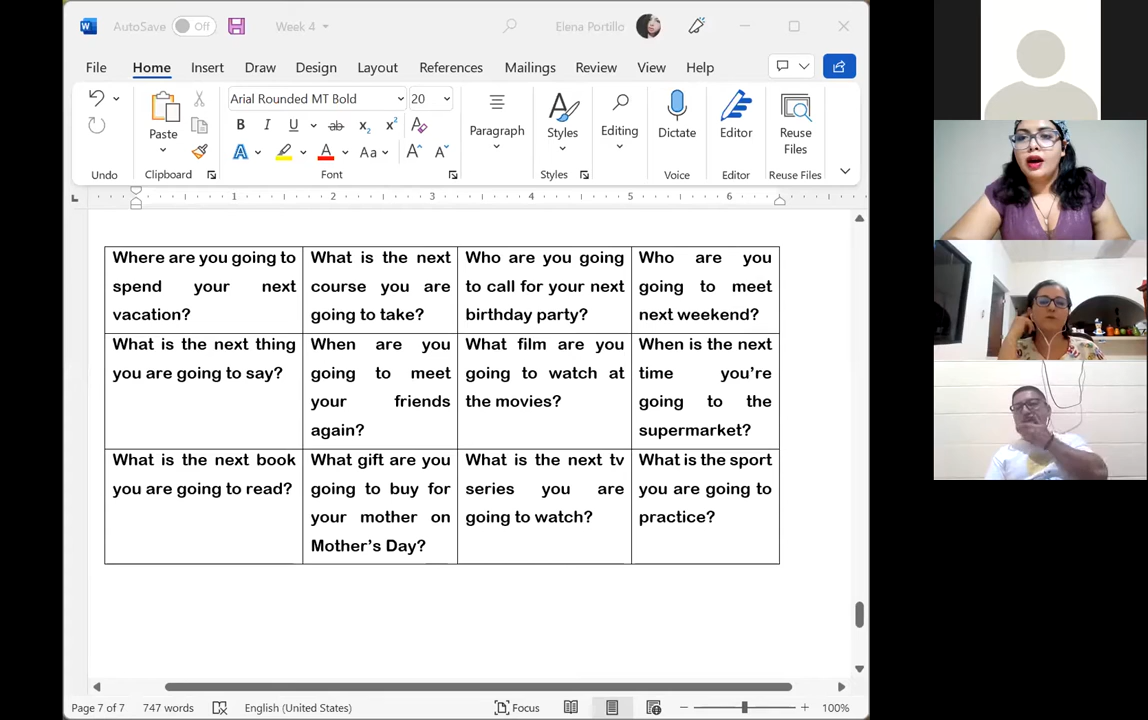 AutoSave Off Week 4 Elena Portillo
File Home Insert Draw Design Layout References Mailings Review View Help
Arial Rounded MT Bold 20
Paste Paragraph Styles Editing Dictate Editor Reuse Files
Undo Clipboard Font Styles Voice Editor Reuse Files
1 2 3 4 5 6
Where are you going to
spend your next
vacation?
What is the next
course you are
going to take?
Who are you going
to call for your next
birthday party?
Who are you
going to meet
next weekend?
What is the next thing
you are going to say?
When are you
going to meet
your friends
again?
What film are you
going to watch at
the movies?
When is the next
time you're
going to the
supermarket?
What is the next book
you are going to read?
What gift are you
going to buy for
your mother on
Mother's Day?
What is the next tv
series you are
going to watch?
What is the sport
you are going to
practice?
Page 7 of 7 747 words English (United States) Focus 100%